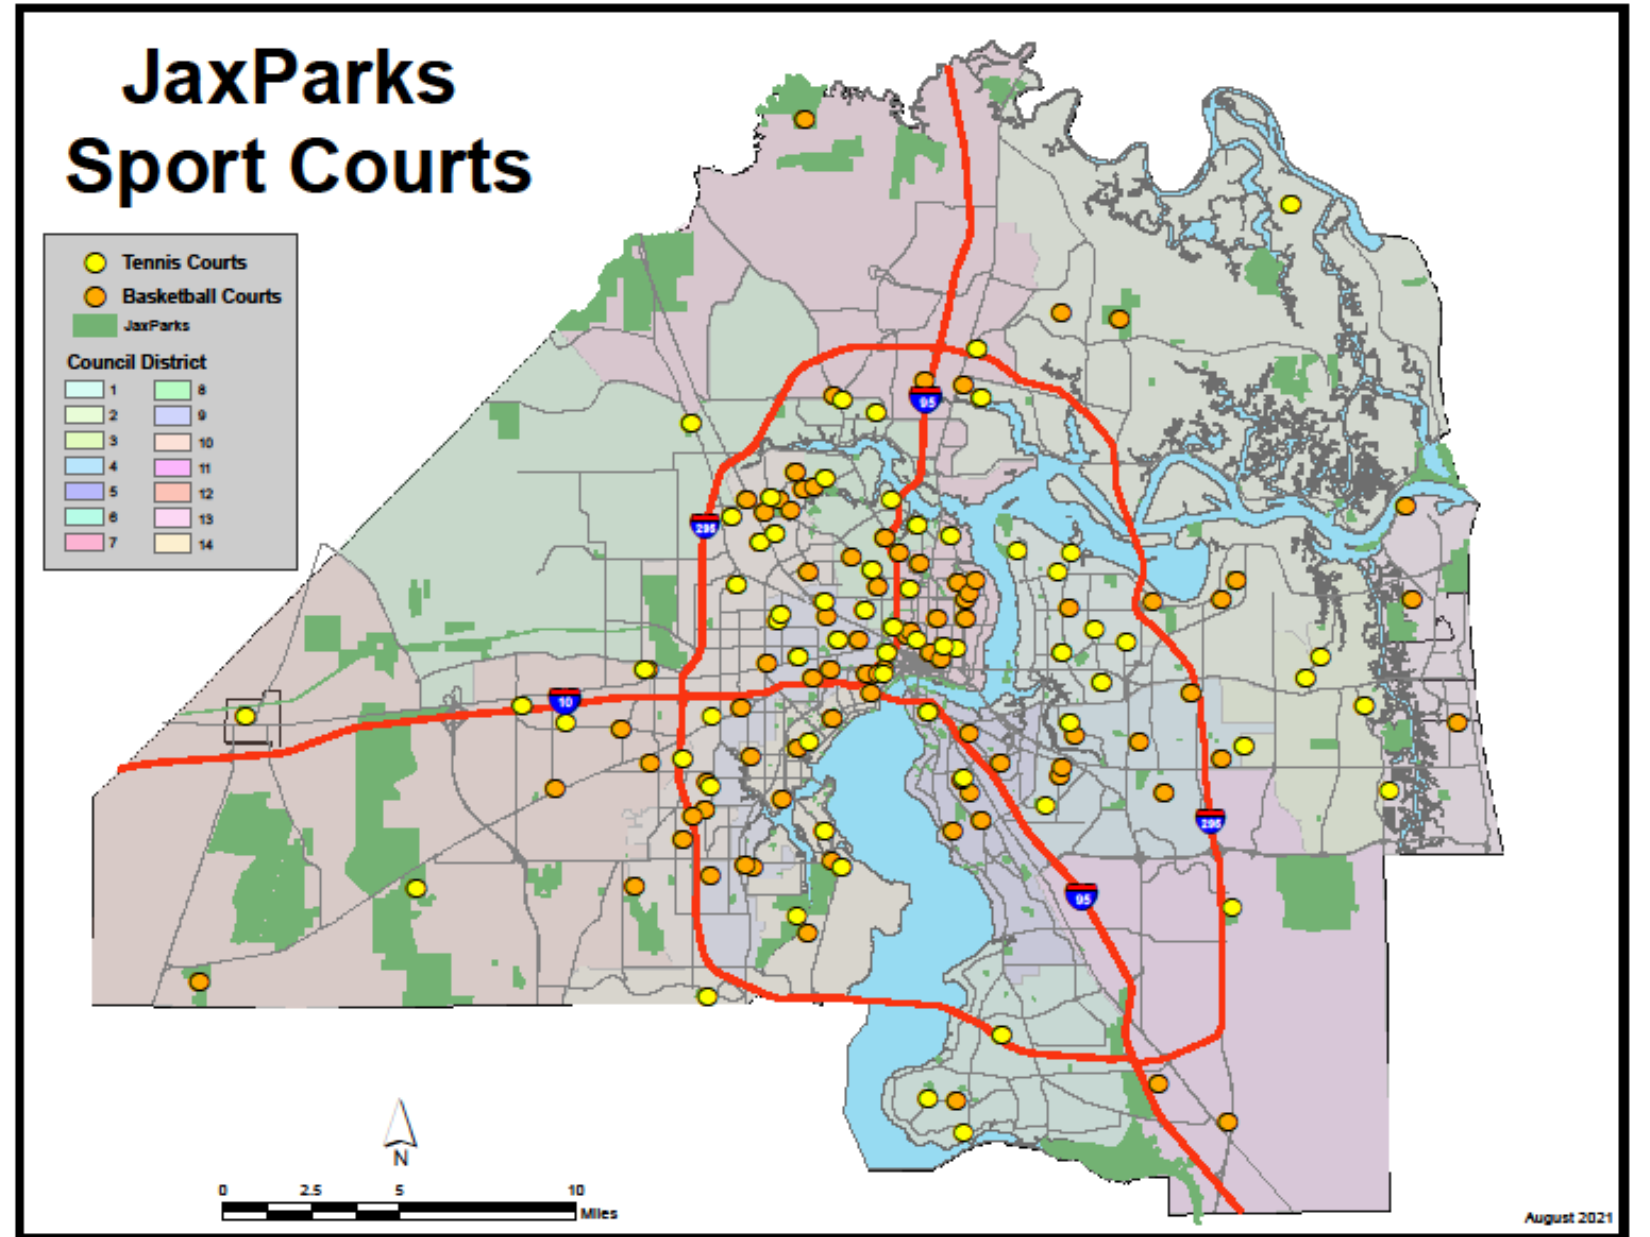 JaxParks
Sport Courts
Tennis Courts
Basketball Courts
JaxParks
Council District
1 8
2 9
3 10
4 11
5 12
6 13
7 14
95
295
10
295
95
N
0 2.5 5 10
Miles
August 2021